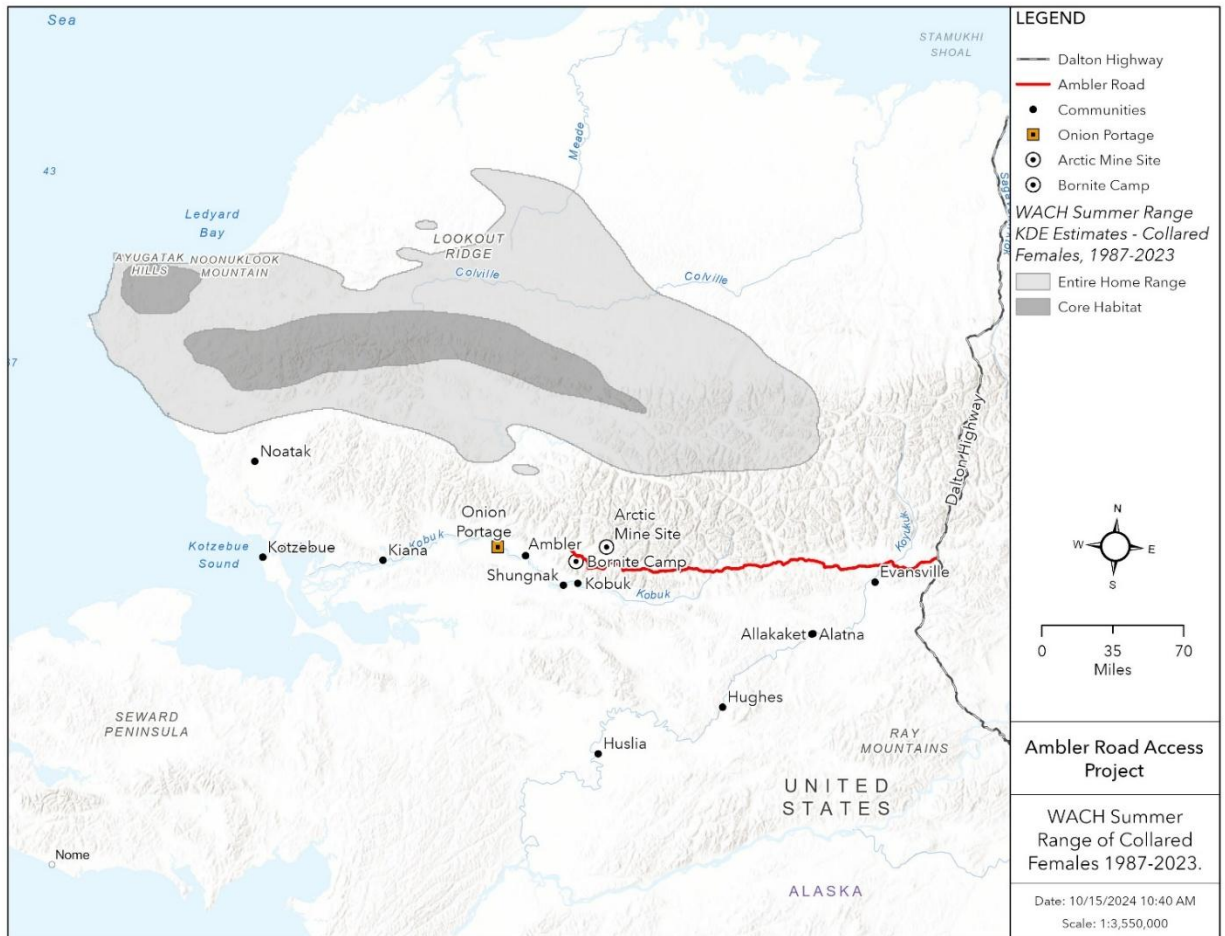 Sea
STAMUKHI
SHOAL
Meade
43
Ledyard
Bay
LOOKOUT
RIDGE
AYUGATAK
HILLS
NOONUKLOOK
MOUNTAIN
Colville
Colville
Noatak
Dalton Highway
Onion
Portage
Arctic
Mine Site
Koyukuk
Kotzebue
Sound
Kotzebue
Kiana
Kobuk
Ambler
Bornite Camp
Shungnak
Kobuk
Kobuk
Evansville
Allakaket
Alatna
Hughes
SEWARD
PENINSULA
Huslia
RAY
MOUNTAINS
UNITED
STATES
Nome
ALASKA
LEGEND
Dalton Highway
Ambler Road
Communities
Onion Portage
Arctic Mine Site
Bornite Camp
WACH Summer Range
KDE Estimates - Collared
Females, 1987-2023
Entire Home Range
Core Habitat
N
W
E
S
0 35 70
Miles
Ambler Road Access
Project
WACH Summer
Range of Collared
Females 1987-2023.
Date: 10/15/2024 10:40 AM
Scale: 1:3,550,000